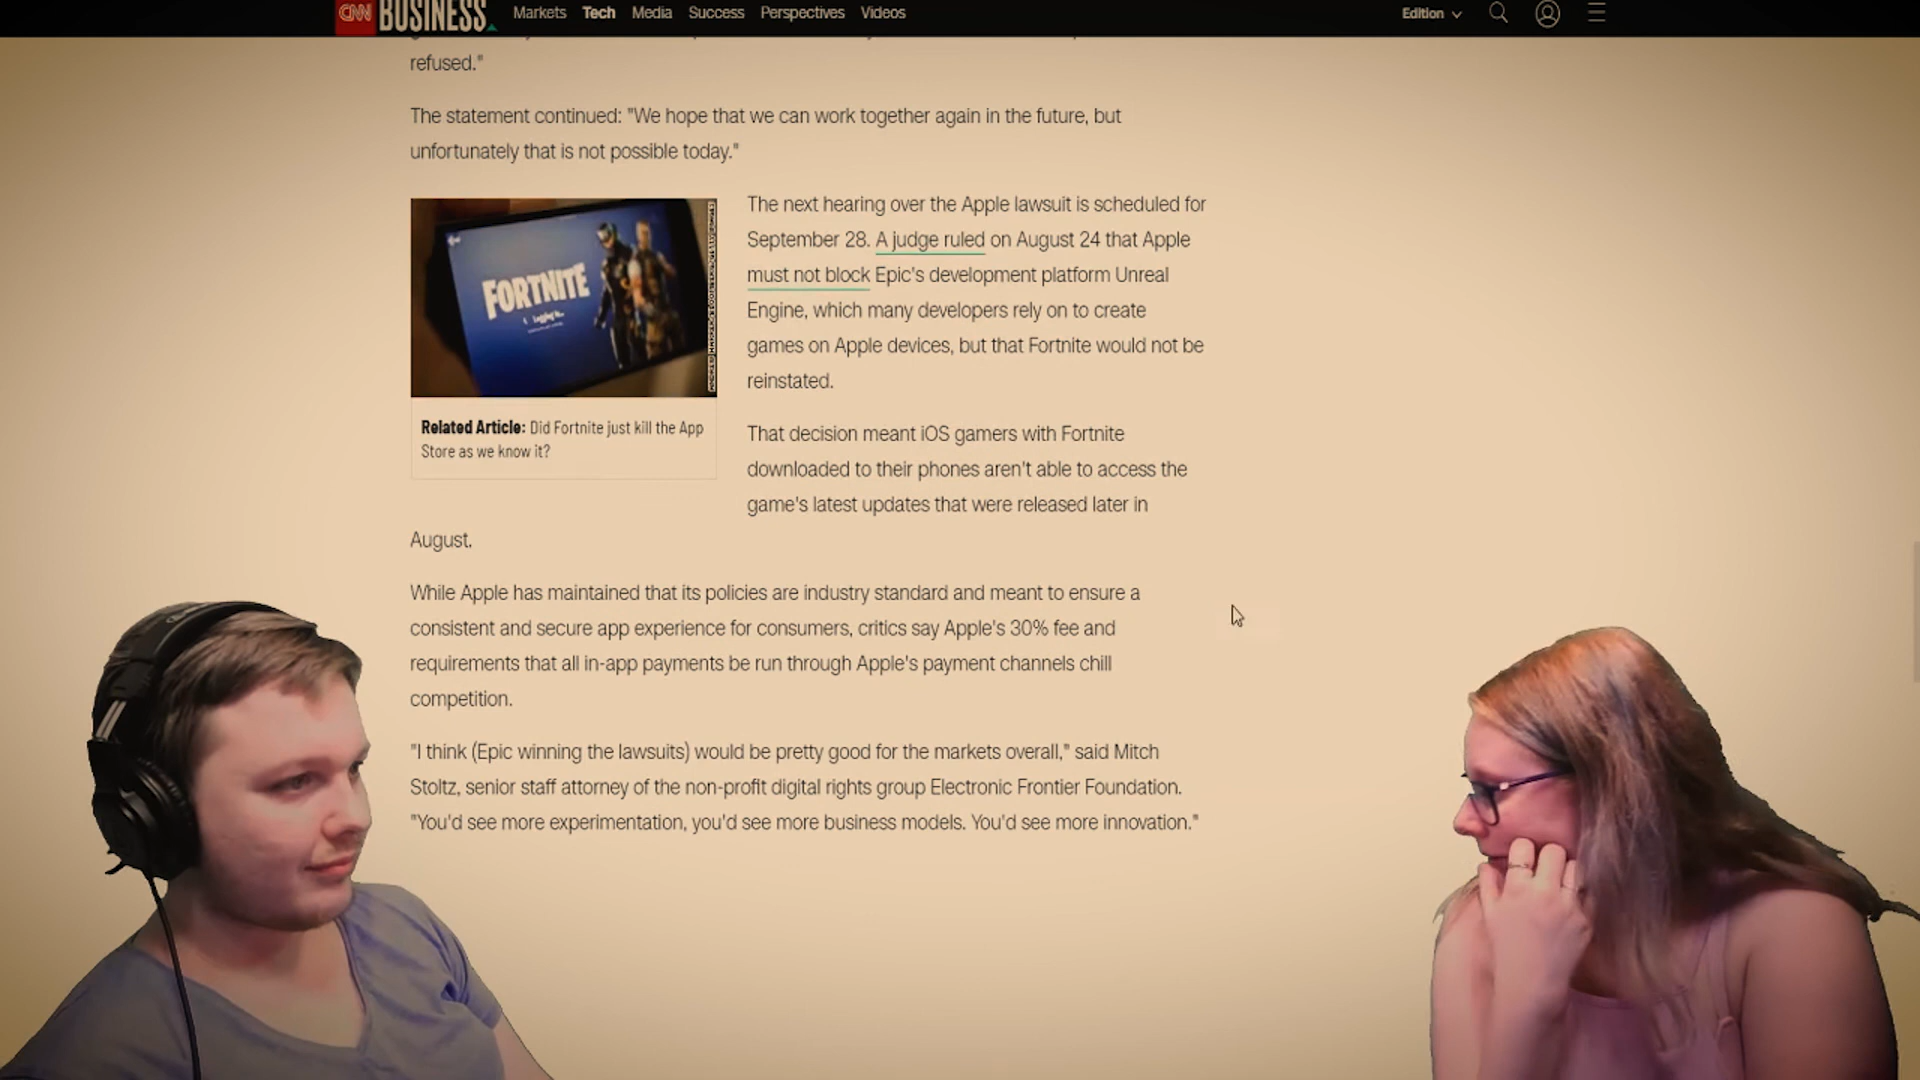 CNN BUSINESS Markets Tech Media Success Perspectives Videos Edition
refused."
The statement continued: "We hope that we can work together again in the future, but
unfortunately that is not possible today."
FORTNITE
The next hearing over the Apple lawsuit is scheduled for
September 28. A judge ruled on August 24 that Apple
must not block Epic's development platform Unreal
Engine, which many developers rely on to create
games on Apple devices, but that Fortnite would not be
reinstated.
Related Article: Did Fortnite just kill the App
Store as we know it?
That decision meant iOS gamers with Fortnite
downloaded to their phones aren't able to access the
game's latest updates that were released later in
August.
While Apple has maintained that its policies are industry standard and meant to ensure a
consistent and secure app experience for consumers, critics say Apple's 30% fee and
requirements that all in-app payments be run through Apple's payment channels chill
competition.
"I think (Epic winning the lawsuits) would be pretty good for the markets overall," said Mitch
Stoltz, senior staff attorney of the non-profit digital rights group Electronic Frontier Foundation.
"You'd see more experimentation, you'd see more business models. You'd see more innovation."